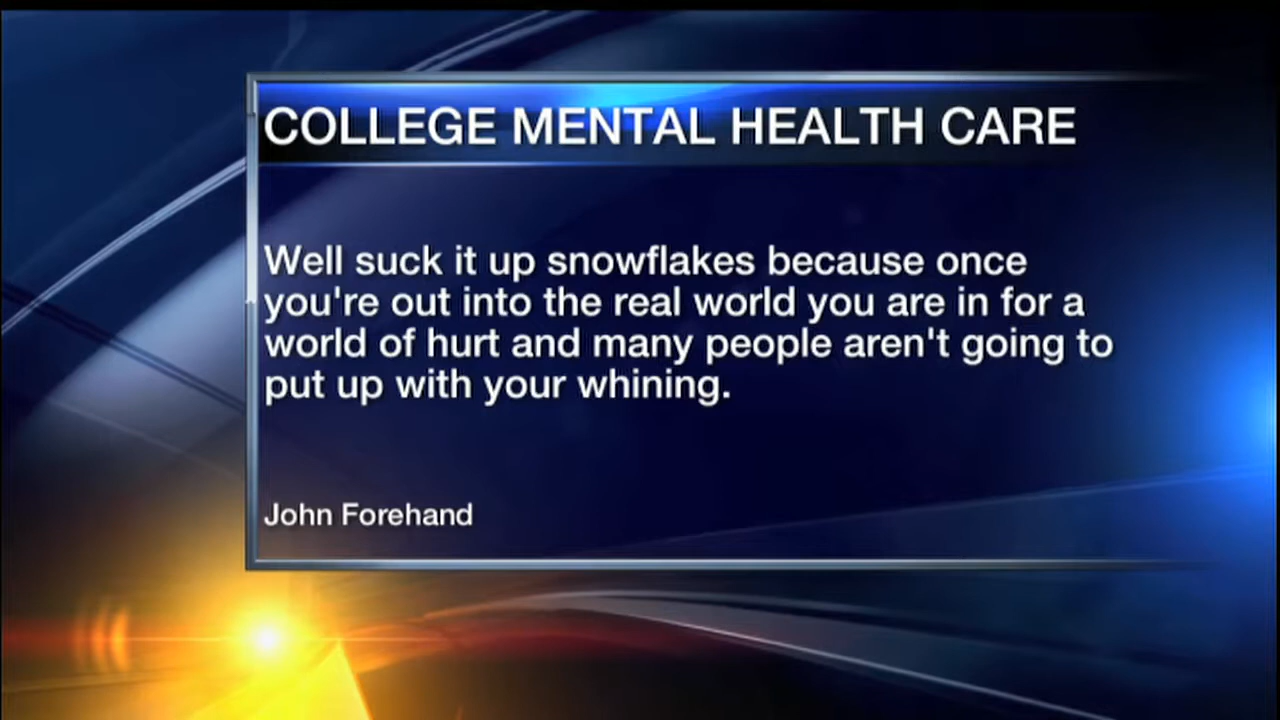 COLLEGE MENTAL HEALTH CARE
Well suck it up snowflakes because once
you're out into the real world you are in for a
world of hurt and many people aren't going to
put up with your whining.
John Forehand